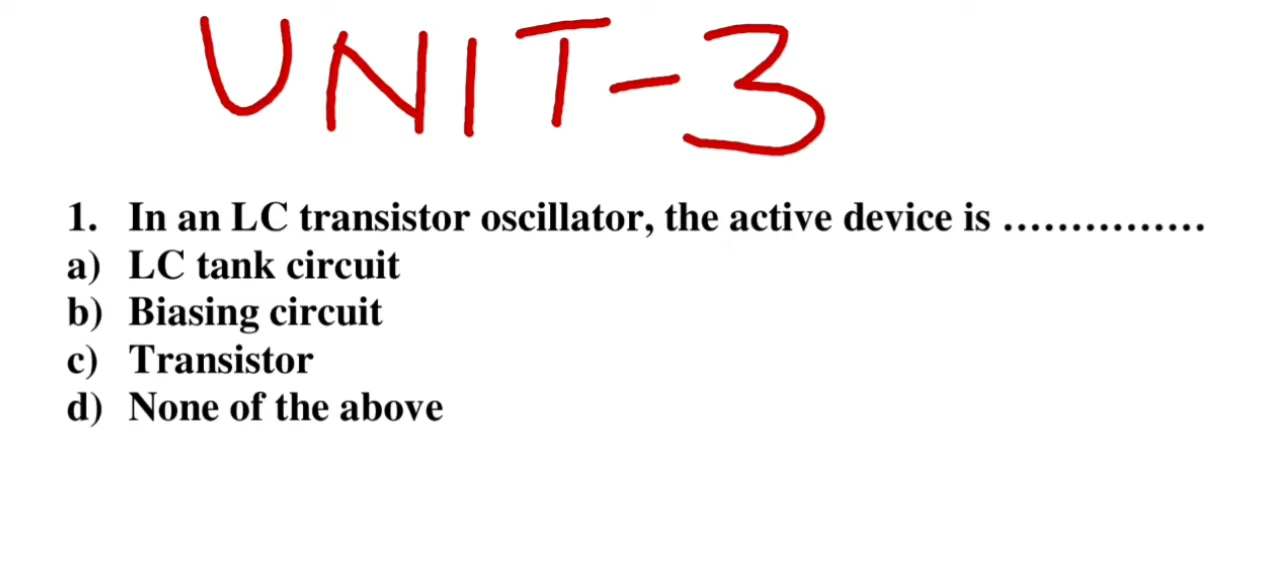 UNIT-3
1. In an LC transistor oscillator, the active device is ...............
a) LC tank circuit
b) Biasing circuit
c) Transistor
d) None of the above